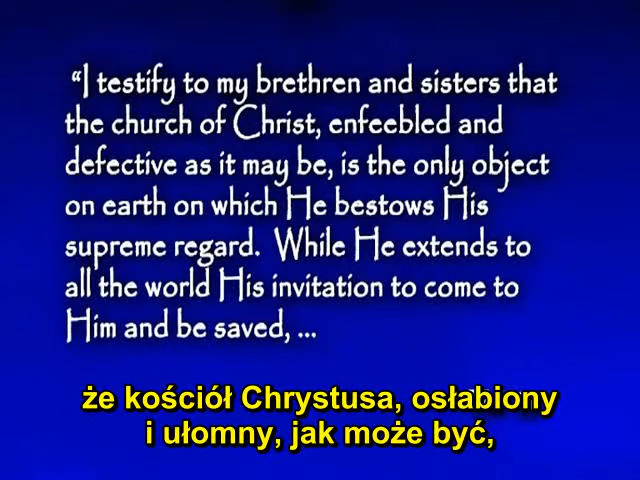 “I testify to my brethren and sisters that
the church of Christ, enfeebled and
defective as it may be, is the only object
on earth on which He bestows His
supreme regard.  While He extends to
all the world His invitation to come to
Him and be saved, ...
że kościół Chrystusa, osłabiony
i ułomny, jak może być,